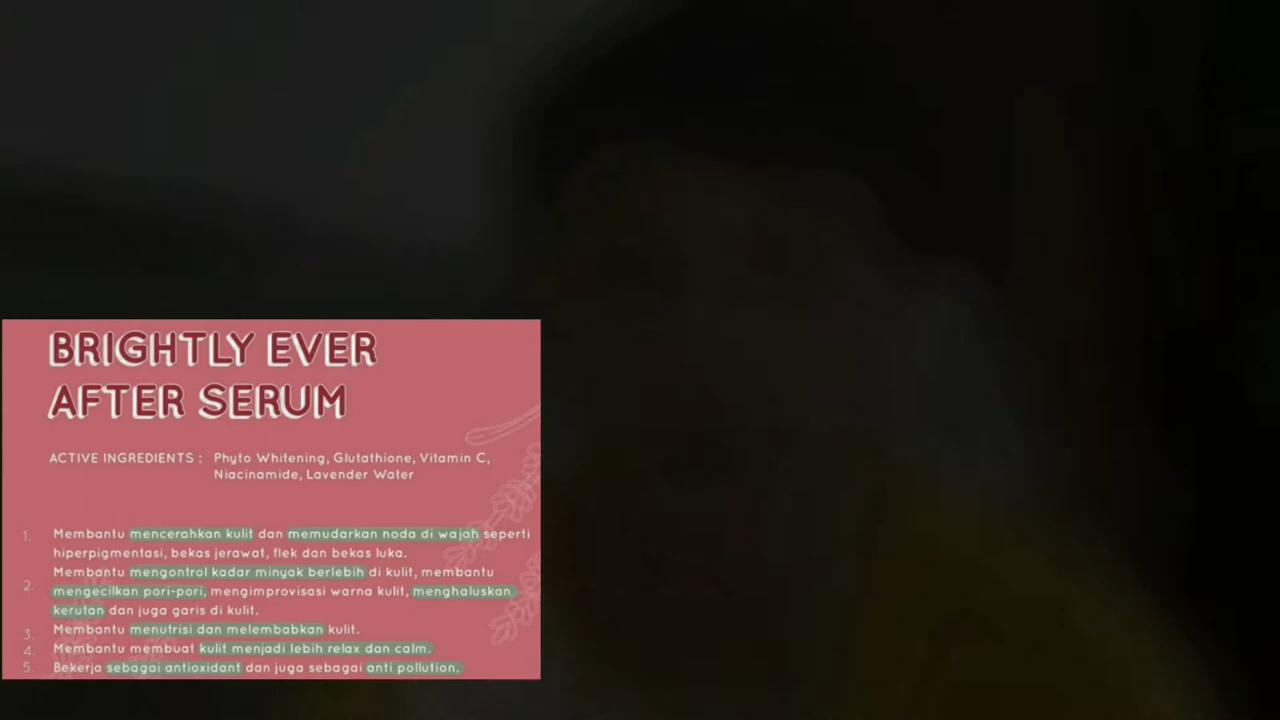 BRIGHTLY EVER
AFTER SERUM
ACTIVE INGREDIENTS : Phyto Whitening, Glutathione, Vitamin C,
Niacinamide, Lavender Water
1. Membantu mencerahkan kulit dan memudarkan noda di wajah seperti
hiperpigmentasi, bekas jerawat, flek dan bekas luka.
2. Membantu mengontrol kadar minyak berlebih di kulit, membantu
mengecilkan pori-pori, mengimprovisasi warna kulit, menghaluskan
kerutan dan juga garis di kulit.
3. Membantu menutrisi dan melembabkan kulit.
4. Membantu membuat kulit menjadi lebih relax dan calm.
5. Bekerja sebagai antioxidant dan juga sebagai anti pollution.